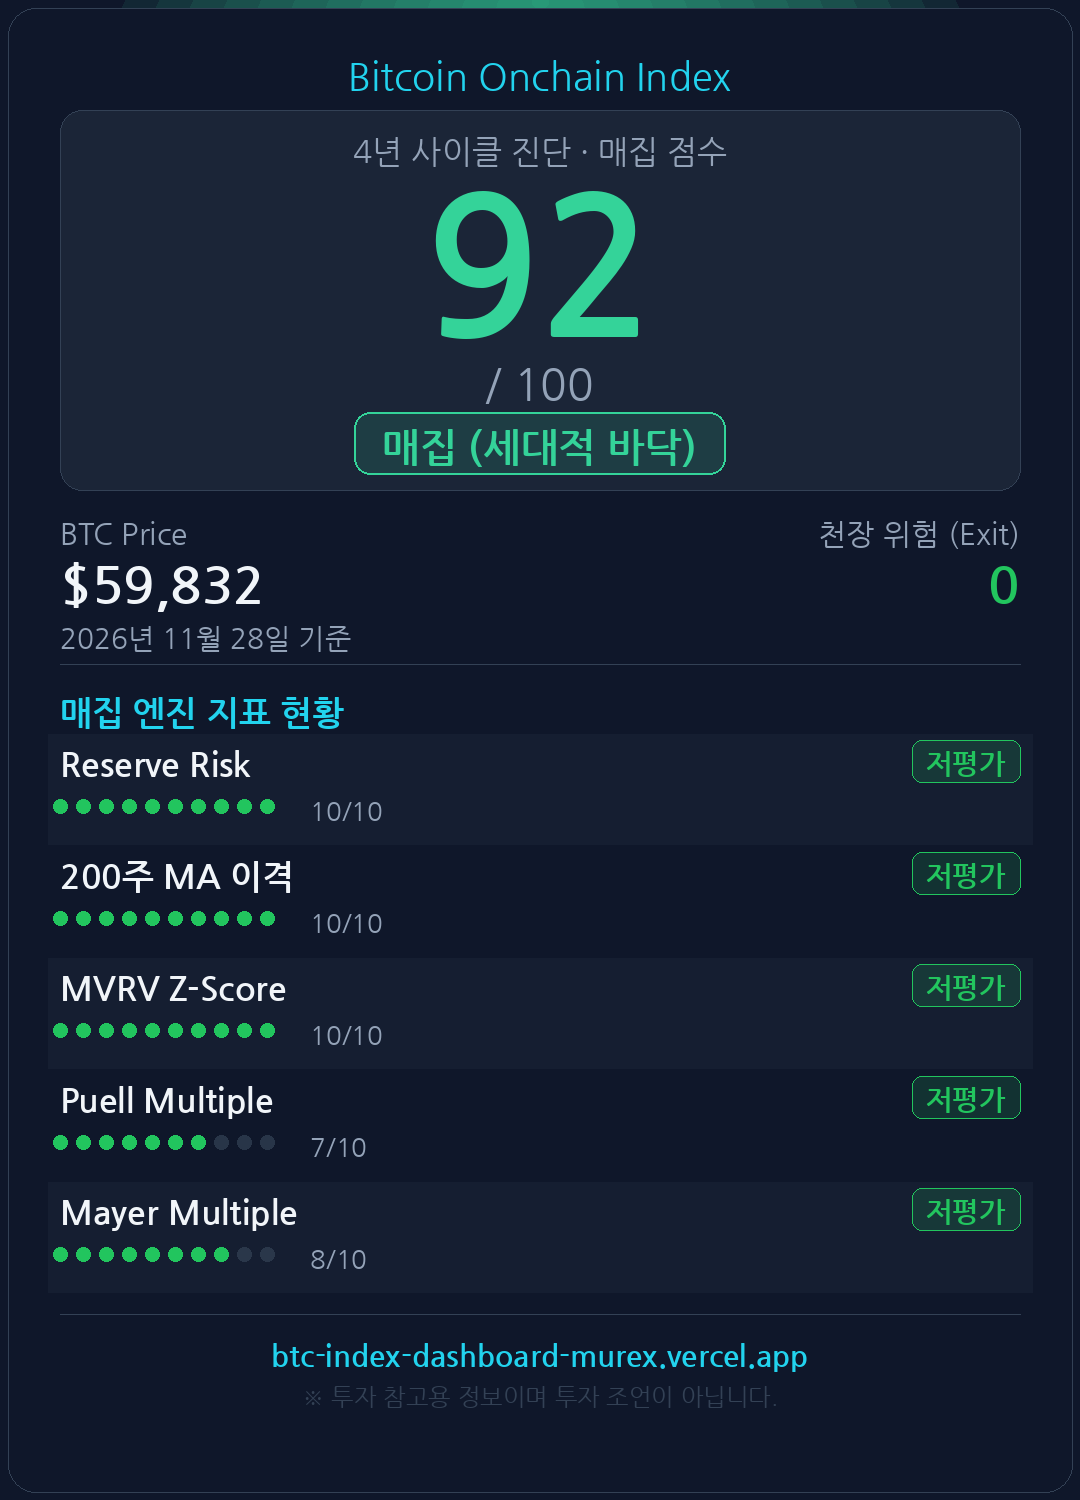 Bitcoin Onchain Index
4년 사이클 진단 · 매집 점수
92
/ 100
매집 (세대적 바닥)
BTC Price
천장 위험 (Exit)
$59,832
0
2026년 11월 28일 기준
매집 엔진 지표 현황
Reserve Risk
저평가
10/10
200주 MA 이격
저평가
10/10
MVRV Z-Score
저평가
10/10
Puell Multiple
저평가
7/10
Mayer Multiple
저평가
8/10
btc-index-dashboard-murex.vercel.app
※ 투자 참고용 정보이며 투자 조언이 아닙니다.